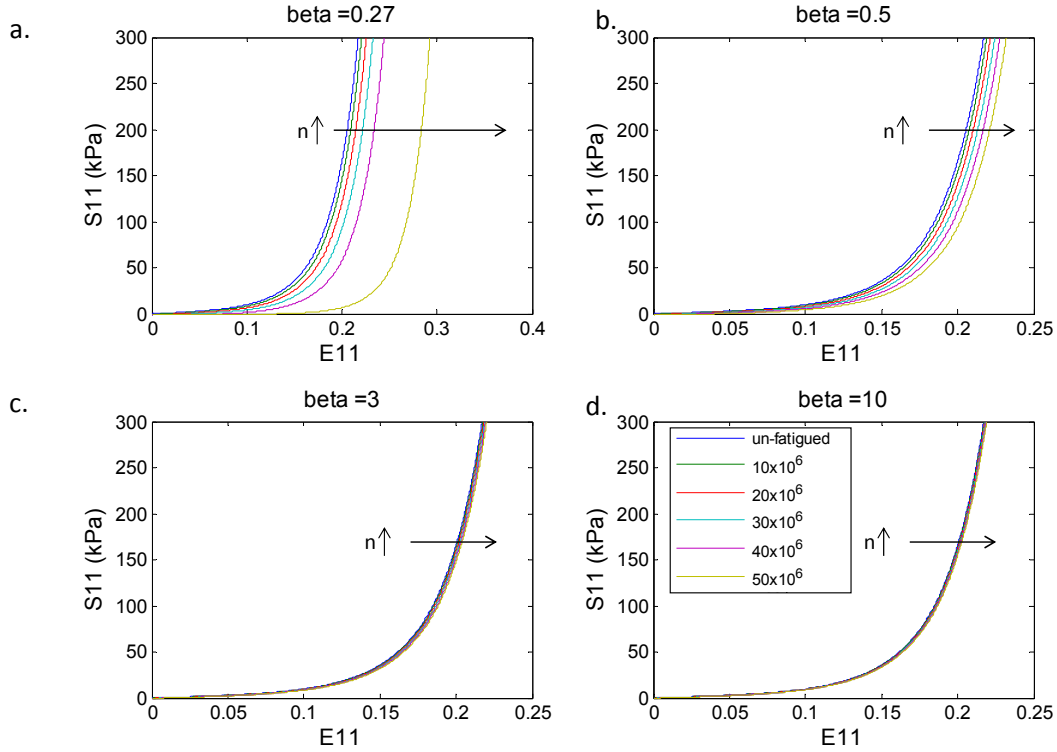 a.
beta =0.27
300
250
200
150
100
50
0
0
0.1
0.2
0.3
0.4
S11 (kPa)
E11
n
b.
beta =0.5
300
250
200
150
100
50
0
0
0.05
0.1
0.15
0.2
0.25
S11 (kPa)
E11
n
c.
beta =3
300
250
200
150
100
50
0
0
0.05
0.1
0.15
0.2
0.25
S11 (kPa)
E11
n
d.
beta =10
300
250
200
150
100
50
0
0
0.05
0.1
0.15
0.2
0.25
S11 (kPa)
E11
n
un-fatigued
10x10^6
20x10^6
30x10^6
40x10^6
50x10^6